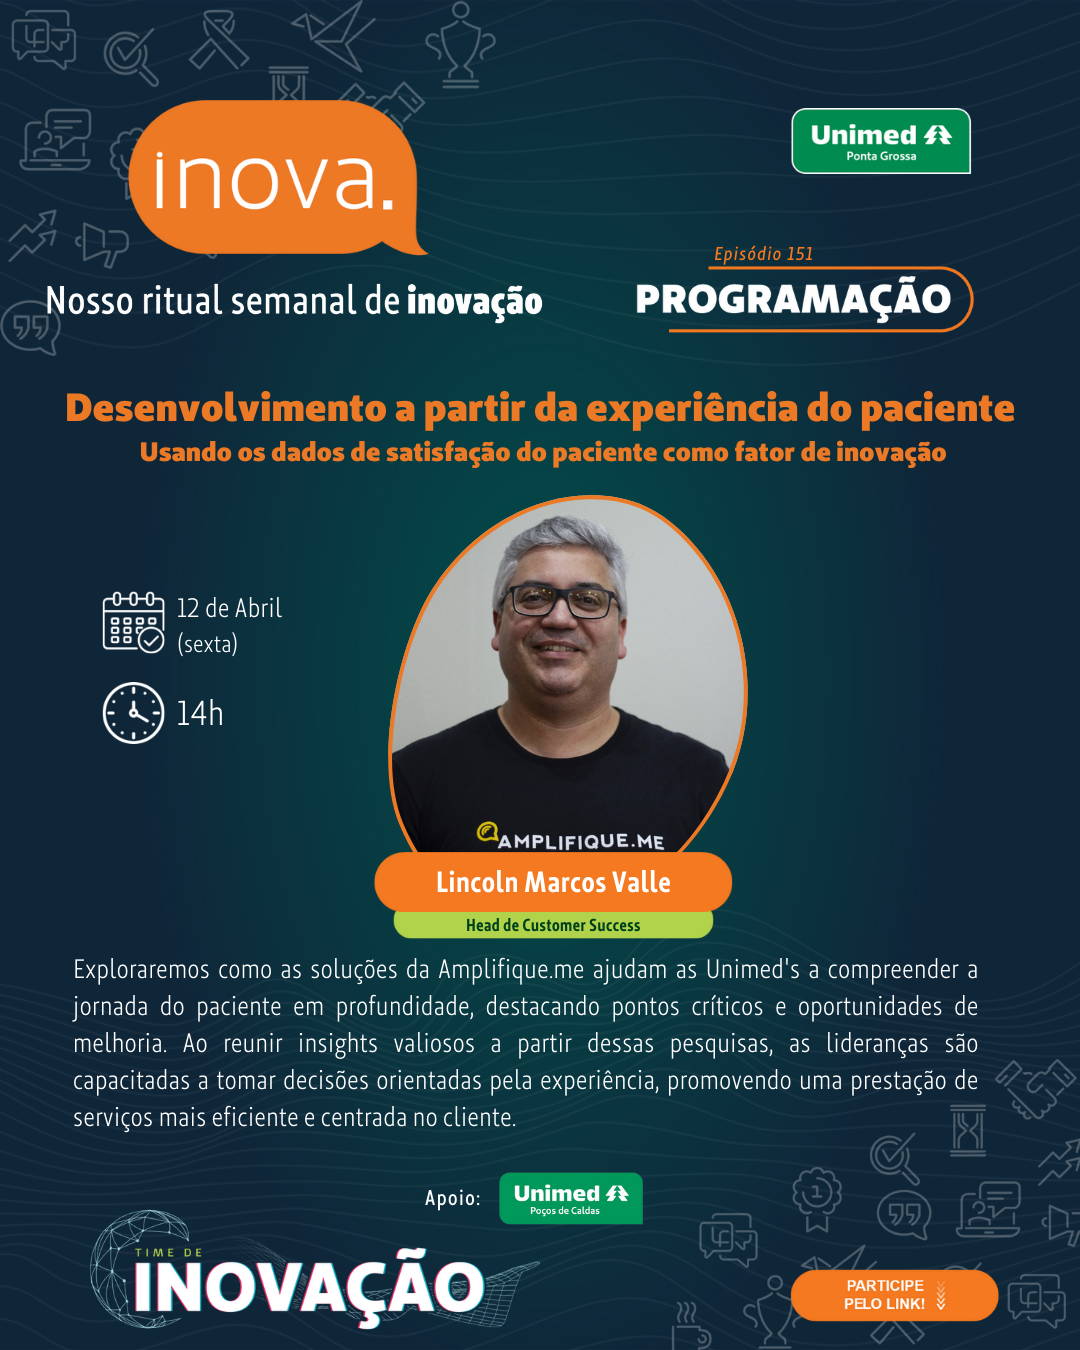 inova.
Unimed
Ponta Grossa
Nosso ritual semanal de inovação
Episódio 151
PROGRAMAÇÃO
Desenvolvimento a partir da experiência do paciente
Usando os dados de satisfação do paciente como fator de inovação
12 de Abril
(sexta)
14h
AMPLIFIQUE.ME
Lincoln Marcos Valle
Head de Customer Success
Exploraremos como as soluções da Amplifique.me ajudam as Unimed's a compreender a
jornada do paciente em profundidade, destacando pontos críticos e oportunidades de
melhoria. Ao reunir insights valiosos a partir dessas pesquisas, as lideranças são
capacitadas a tomar decisões orientadas pela experiência, promovendo uma prestação de
serviços mais eficiente e centrada no cliente.
Apoio:
Unimed
Poços de Caldas
TIME DE
INOVAÇÃO
1
PARTICIPE
PELO LINK!